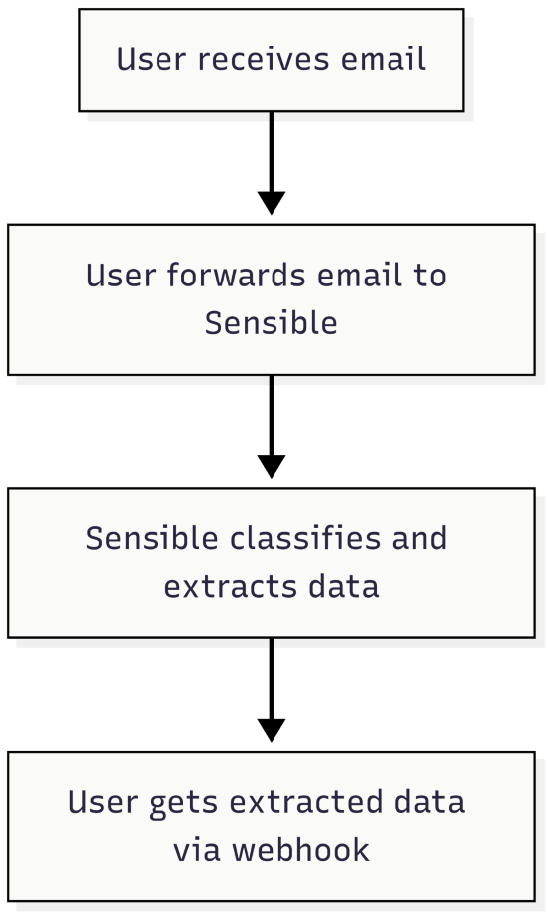 User receives email
User forwards email to
Sensible
Sensible classifies and
extracts data
User gets extracted data
via webhook